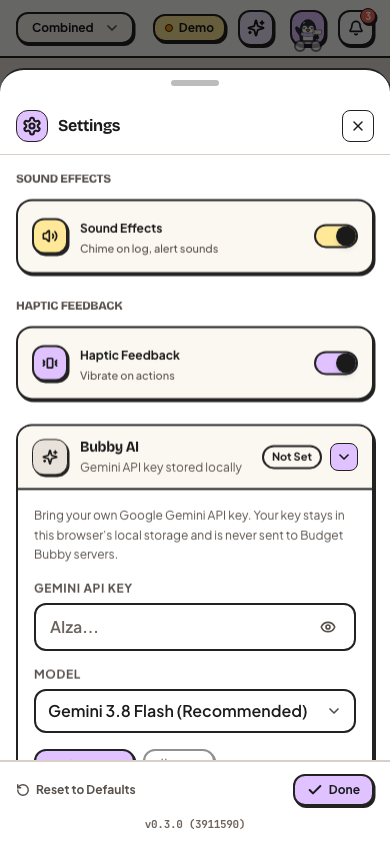 Combined
Demo
3
Settings
SOUND EFFECTS
Sound Effects
Chime on log, alert sounds
HAPTIC FEEDBACK
Haptic Feedback
Vibrate on actions
Bubby AI
Gemini API key stored locally
Not Set
Bring your own Google Gemini API key. Your key stays in
this browser's local storage and is never sent to Budget
Bubby servers.
GEMINI API KEY
AIza...
MODEL
Gemini 3.8 Flash (Recommended)
Reset to Defaults
Done
v0.3.0 (3911590)